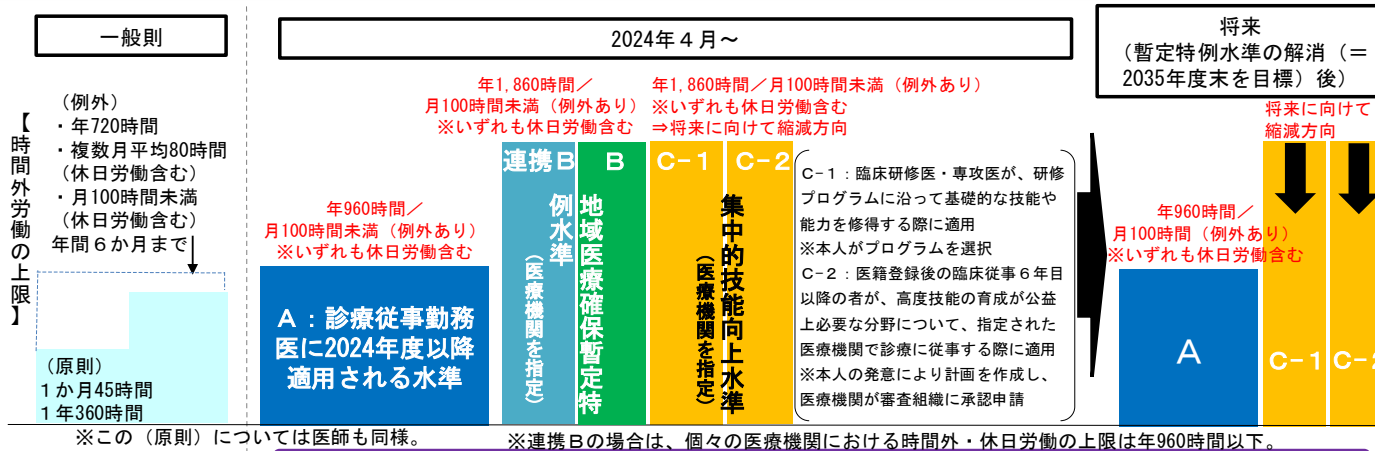 一般則
2024年4月~
将来
(暫定特例水準の解消(=
2035年度末を目標)後)
【時間外労働の上限】
(例外)
・年720時間
・複数月平均80時間
(休日労働含む)
・月100時間未満
(休日労働含む)
年間6か月まで
(原則)
1か月45時間
1年360時間
※この(原則)については医師も同様。
年960時間/
月100時間未満(例外あり)
※いずれも休日労働含む
A:診療従事勤務
医に2024年度以降
適用される水準
年1,860時間/
月100時間未満(例外あり)
※いずれも休日労働含む
連携B
B
地域医療確保暫定特
例水準
(医療機関を指定)
年1,860時間/月100時間未満(例外あり)
※いずれも休日労働含む
⇒将来に向けて縮減方向
C-1
C-2
集中的技能向上水準
(医療機関を指定)
C-1:臨床研修医・専攻医が、研修
プログラムに沿って基礎的な技能や
能力を修得する際に適用
※本人がプログラムを選択
C-2:医籍登録後の臨床従事6年目
以降の者が、高度技能の育成が公益
上必要な分野について、指定された
医療機関で診療に従事する際に適用
※本人の発意により計画を作成し、
医療機関が審査組織に承認申請
※連携Bの場合は、個々の医療機関における時間外・休日労働の上限は年960時間以下。
年960時間/
月100時間(例外あり)
※いずれも休日労働含む
A
将来に向けて
縮減方向
C-1
C-2